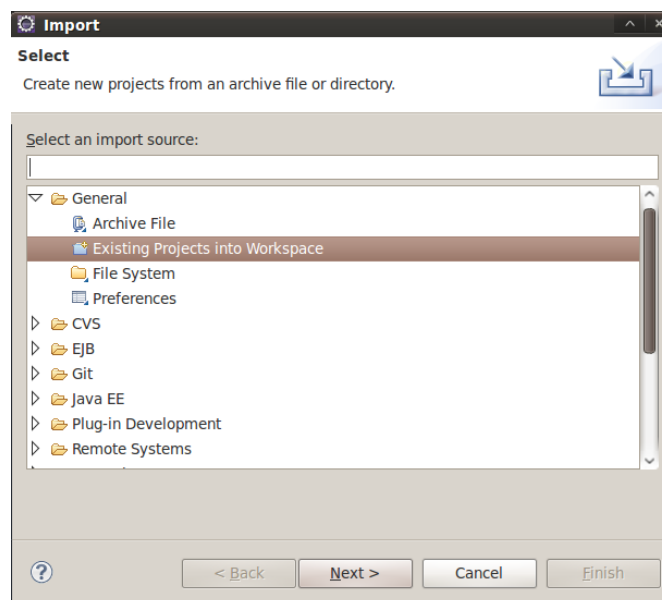 Import
Select
Create new projects from an archive file or directory.
Select an import source:
General
Archive File
Existing Projects into Workspace
File System
Preferences
CVS
EJB
Git
Java EE
Plug-in Development
Remote Systems
< Back Next > Cancel Finish